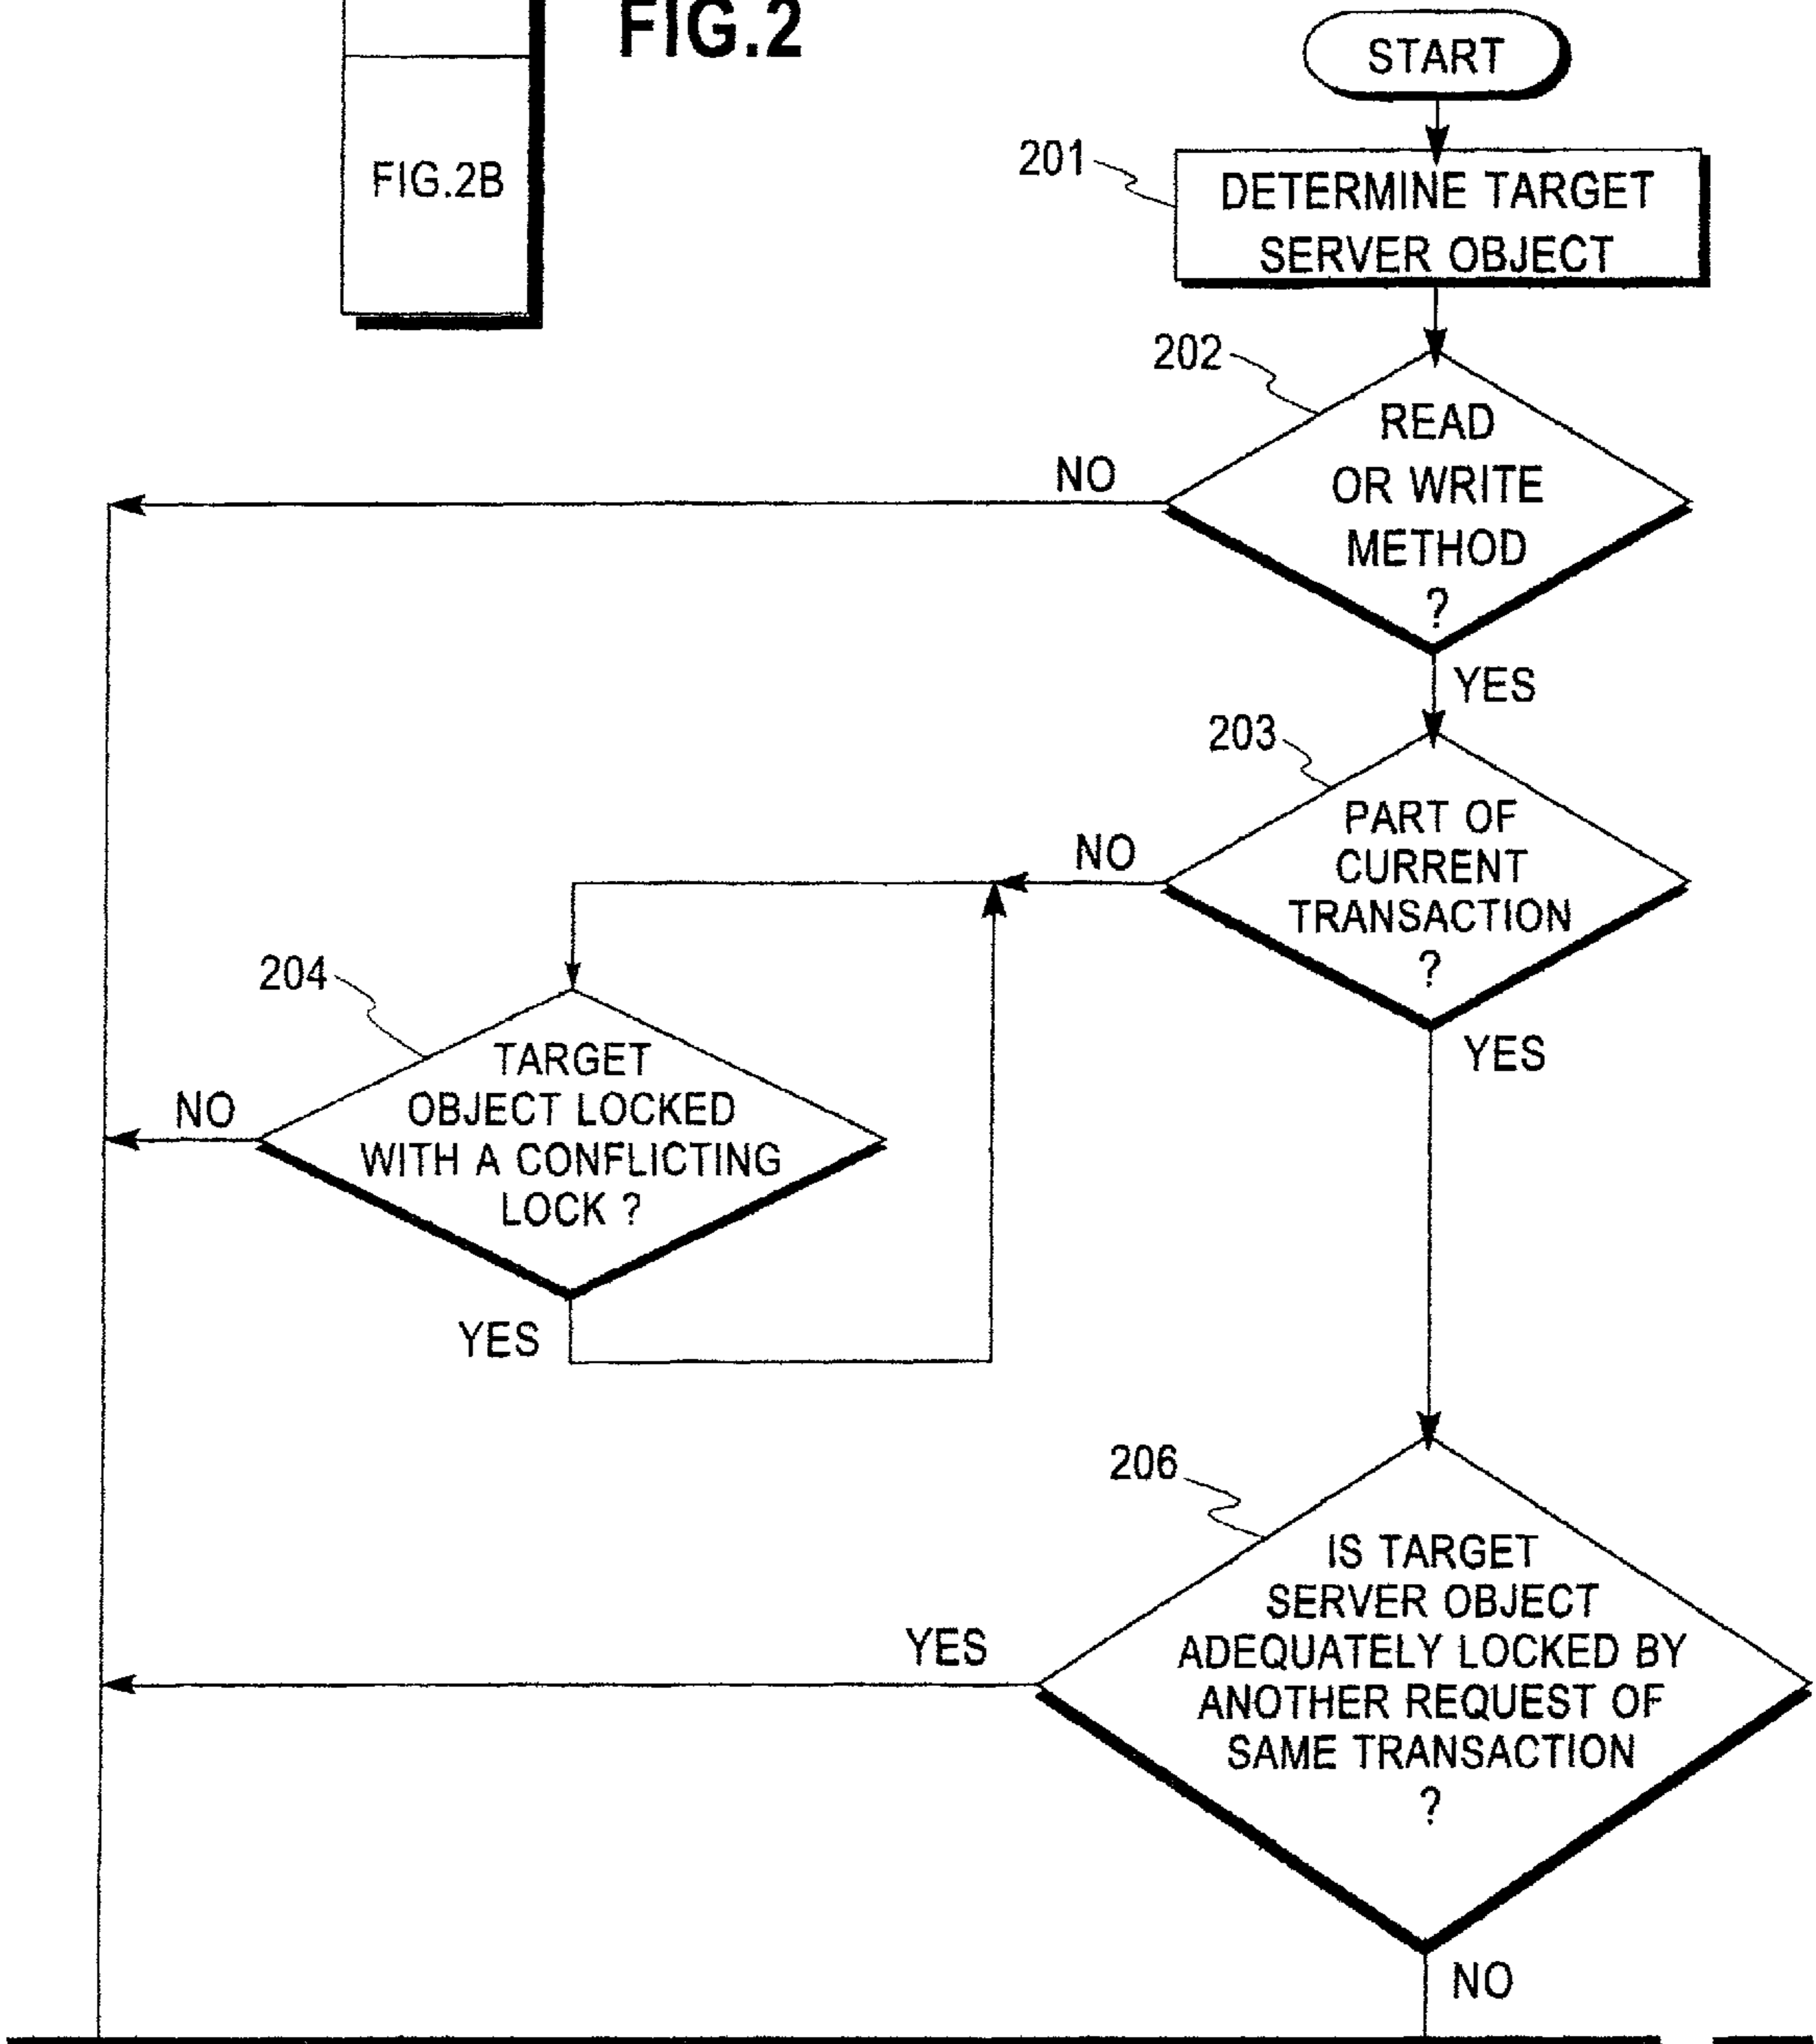 FIG.2
FIG.2B
START
201
DETERMINE TARGET
SERVER OBJECT
202
READ
OR WRITE
METHOD
?
NO
YES
203
PART OF
CURRENT
TRANSACTION
?
NO
YES
204
TARGET
OBJECT LOCKED
WITH A CONFLICTING
LOCK ?
NO
YES
206
IS TARGET
SERVER OBJECT
ADEQUATELY LOCKED BY
ANOTHER REQUEST OF
SAME TRANSACTION
?
YES
NO